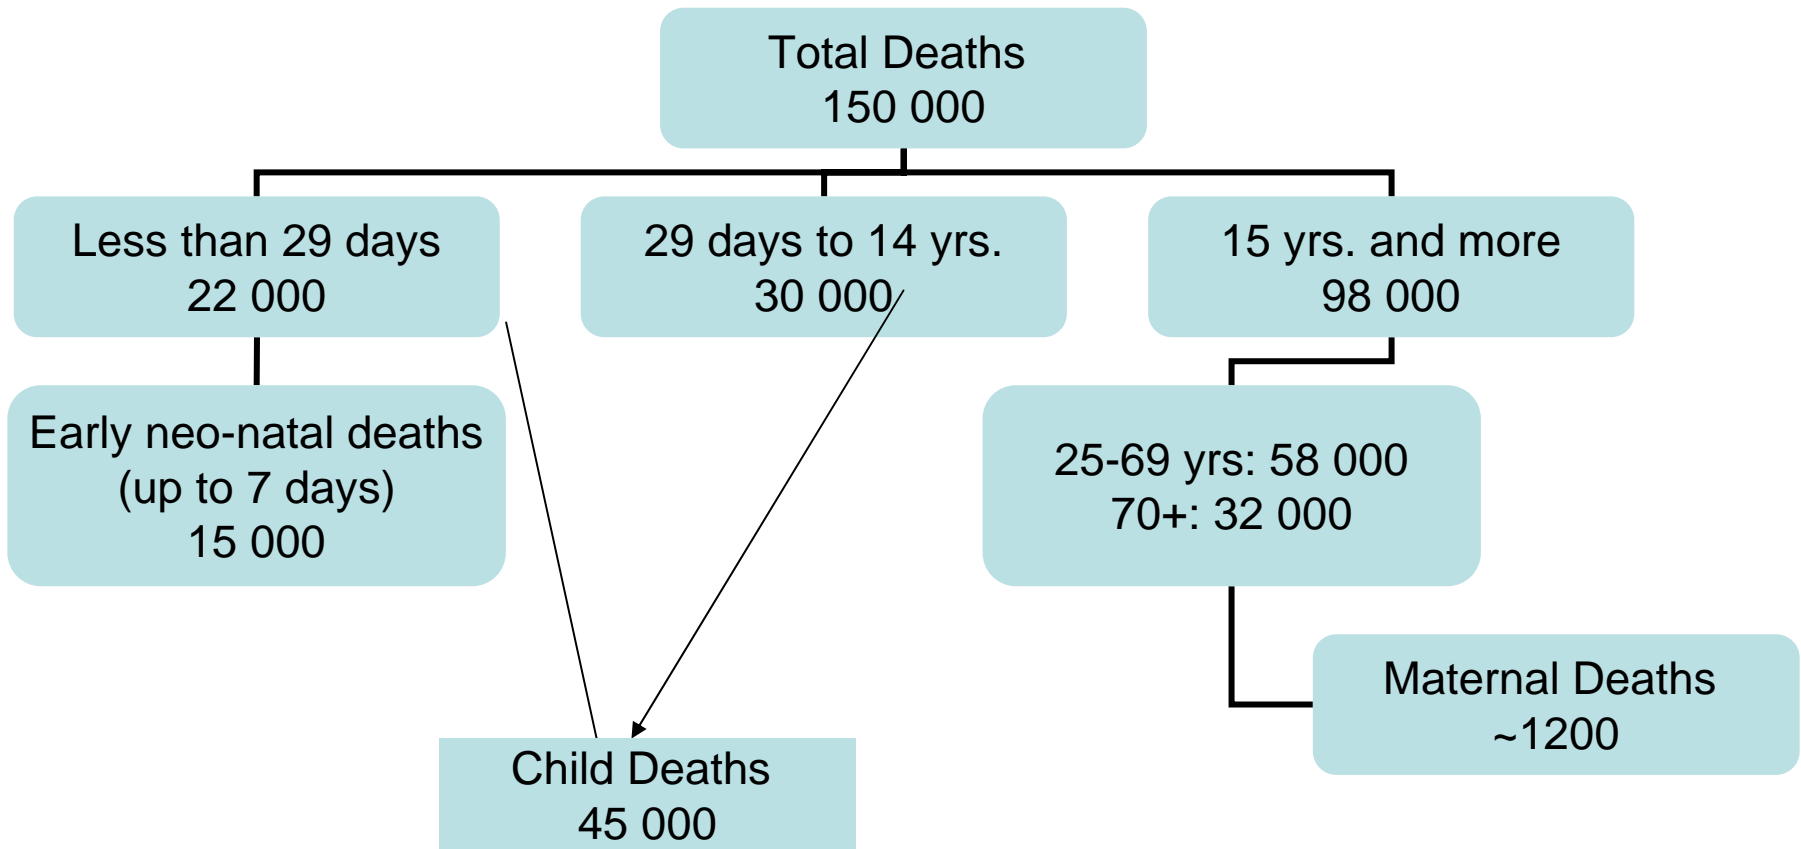 Total Deaths
150 000
Less than 29 days
22 000
29 days to 14 yrs.
30 000
15 yrs. and more
98 000
Early neo-natal deaths
(up to 7 days)
15 000
25-69 yrs: 58 000
70+: 32 000
Maternal Deaths
~1200
Child Deaths
45 000